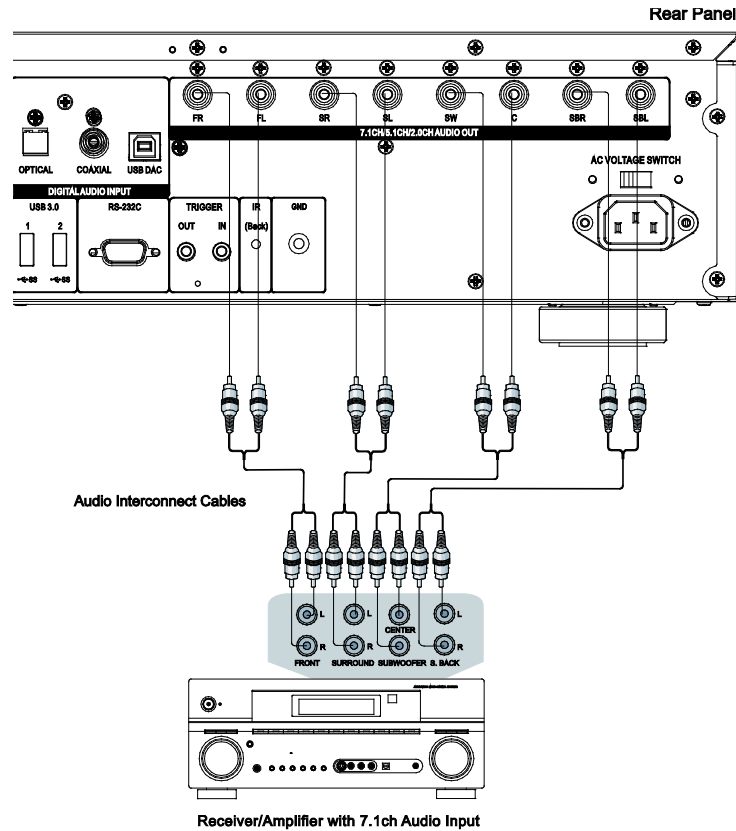 Rear Panel
FR FL SR SL SW C SBR SBL
7.1CH/5.1CH/2.0CH AUDIO OUT
OPTICAL COAXIAL USB DAC
AC VOLTAGE SWITCH
DIGITAL AUDIO INPUT
USB 3.0 RS-232C TRIGGER IR GND
1 2 OUT IN (Back)
SS SS
Audio Interconnect Cables
L L CENTER L
R R R
FRONT SURROUND SUBWOOFER S. BACK
Receiver/Amplifier with 7.1ch Audio Input